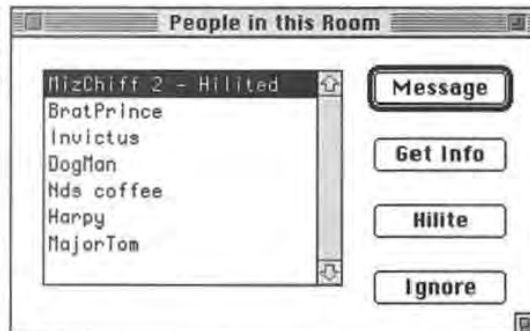 People in this Room
MizChiff 2 - Hilited
BratPrince
Invictus
DogMan
Nds coffee
Harpy
MajorTom
Message
Get Info
Hilite
Ignore